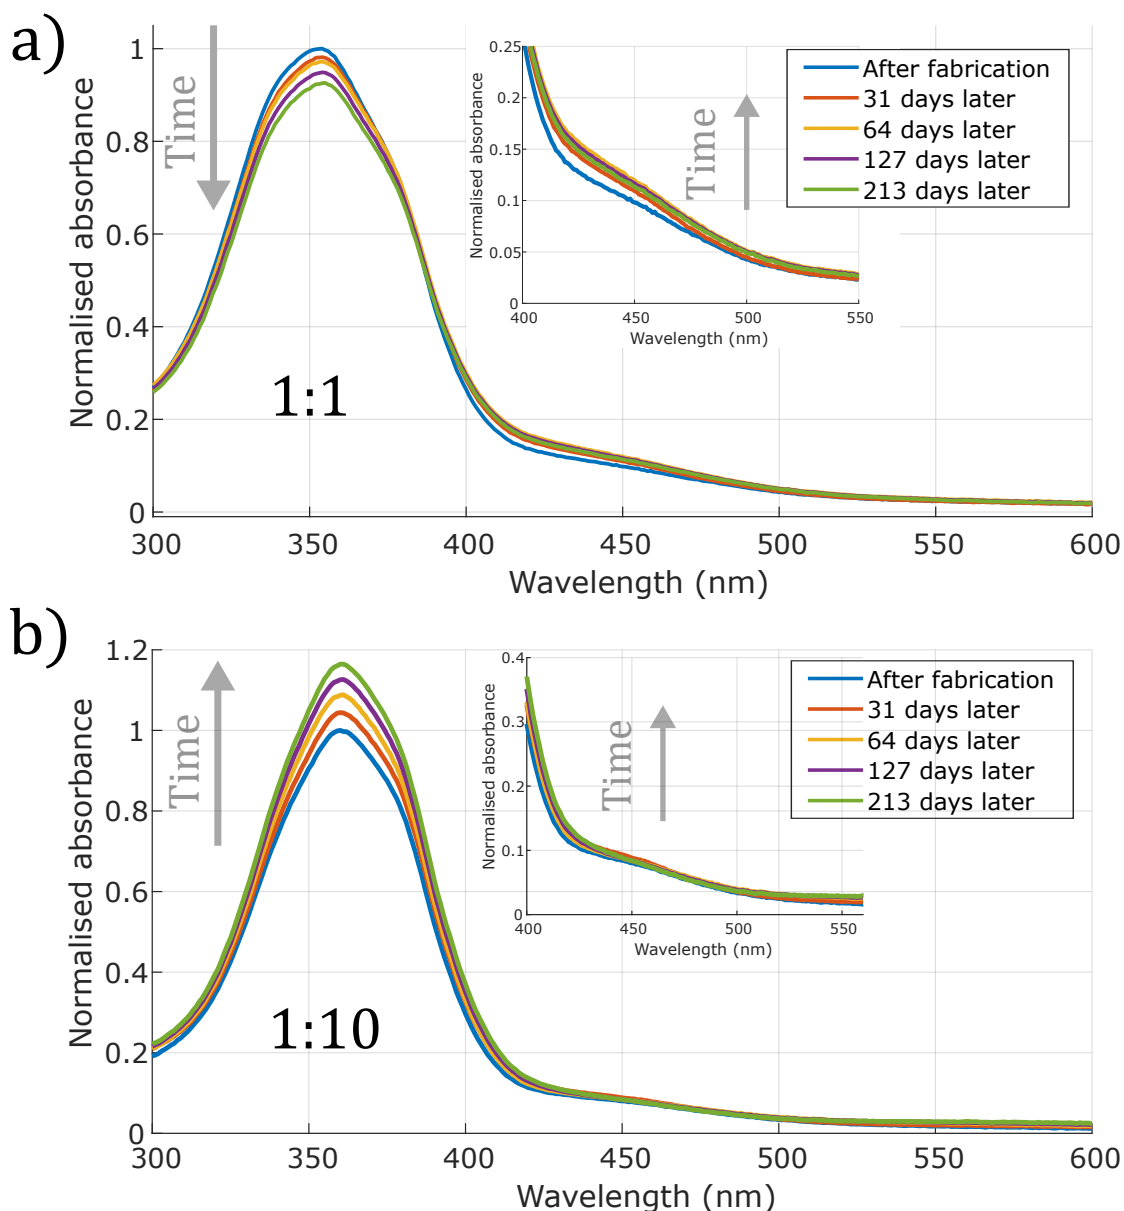 a)
Normalised absorbance
1
0.8
0.6
0.4
0.2
0
300
350
400
450
500
550
600
Wavelength (nm)
Time
1:1
Normalised absorbance
0.25
0.2
0.15
0.1
0.05
0
400
450
500
550
Wavelength (nm)
Time
After fabrication
31 days later
64 days later
127 days later
213 days later
b)
Normalised absorbance
1.2
1
0.8
0.6
0.4
0.2
0
300
350
400
450
500
550
600
Wavelength (nm)
Time
1:10
Normalised absorbance
0.4
0.3
0.2
0.1
0
400
450
500
550
Wavelength (nm)
Time
After fabrication
31 days later
64 days later
127 days later
213 days later